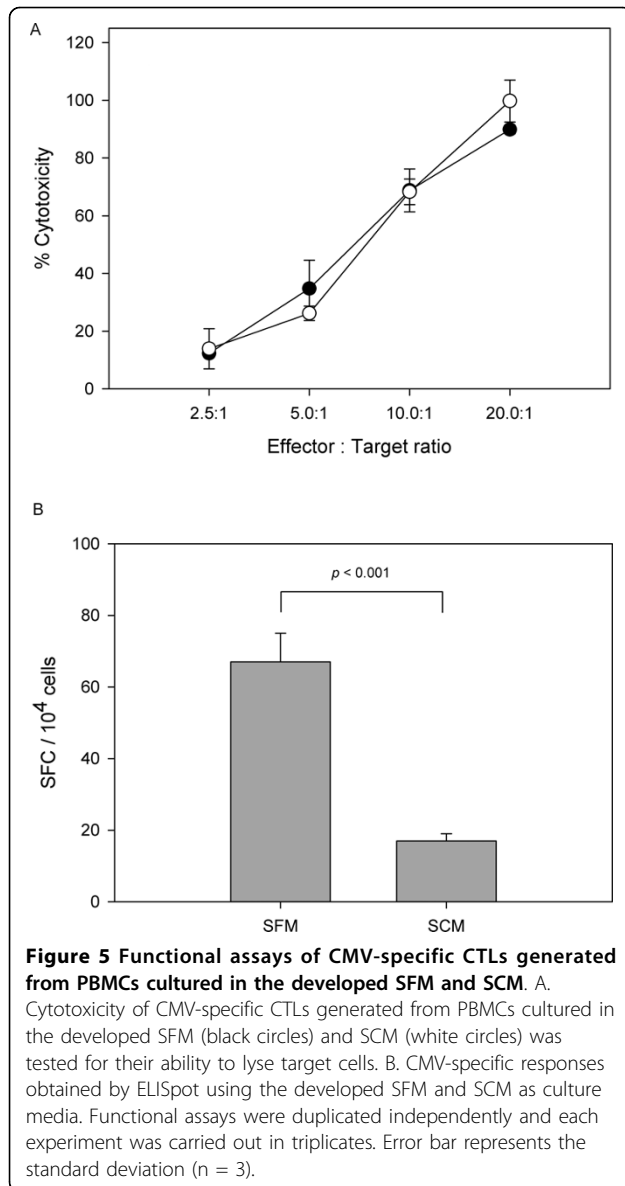 A
120
100
80
60
40
20
0
% Cytotoxicity
2.5:1 5.0:1 10.0:1 20.0:1
Effector : Target ratio
B
100
80
60
40
20
0
SFC / 10⁴ cells
p < 0.001
SFM SCM
Figure 5 Functional assays of CMV-specific CTLs generated
from PBMCs cultured in the developed SFM and SCM. A.
Cytotoxicity of CMV-specific CTLs generated from PBMCs cultured in
the developed SFM (black circles) and SCM (white circles) was
tested for their ability to lyse target cells. B. CMV-specific responses
obtained by ELISpot using the developed SFM and SCM as culture
media. Functional assays were duplicated independently and each
experiment was carried out in triplicates. Error bar represents the
standard deviation (n = 3).